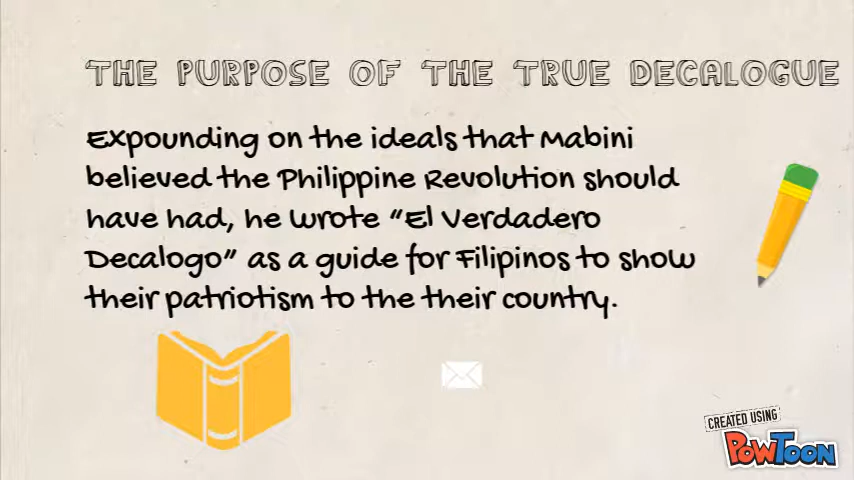 THE PURPOSE OF THE TRUE DECALOGUE
Expounding on the ideals that Mabini
believed the Philippine Revolution should
have had, he wrote “El Verdadero
Decalogo” as a guide for Filipinos to show
their patriotism to the their country.
CREATED USING
POWTOON